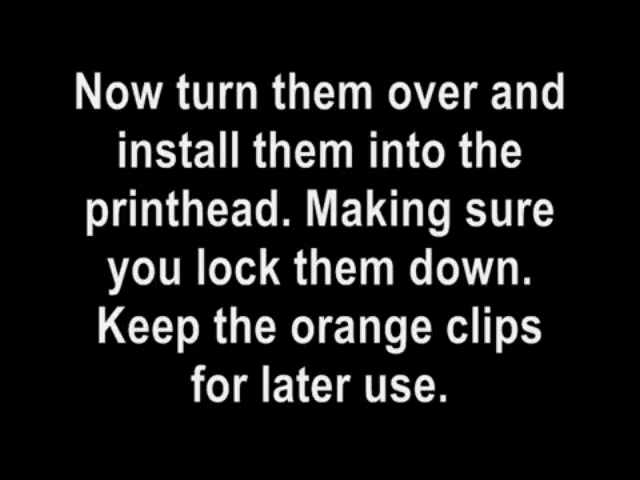 Now turn them over and
install them into the
printhead. Making sure
you lock them down.
Keep the orange clips
for later use.